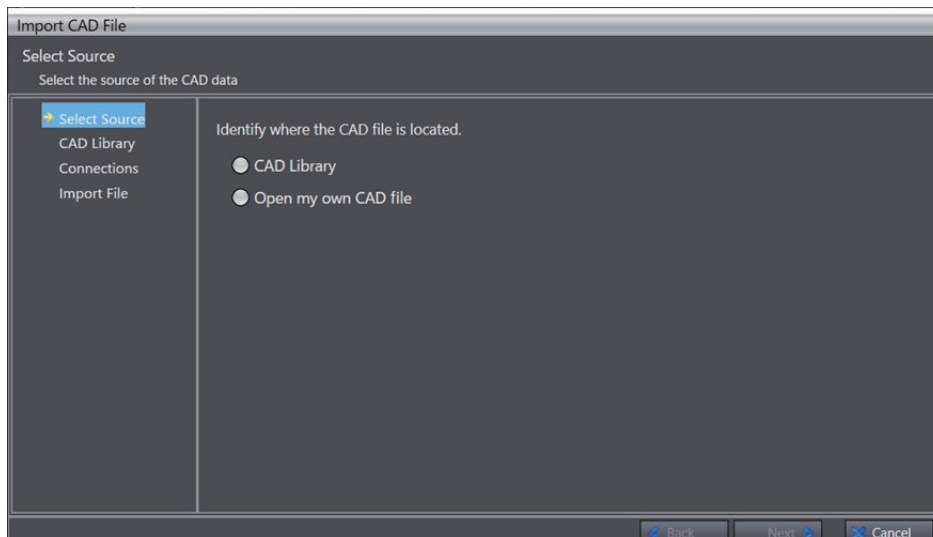 Import CAD File
Select Source
Select the source of the CAD data
Select Source
CAD Library
Connections
Import File
Identify where the CAD file is located.
CAD Library
Open my own CAD file
Back
Next
Cancel